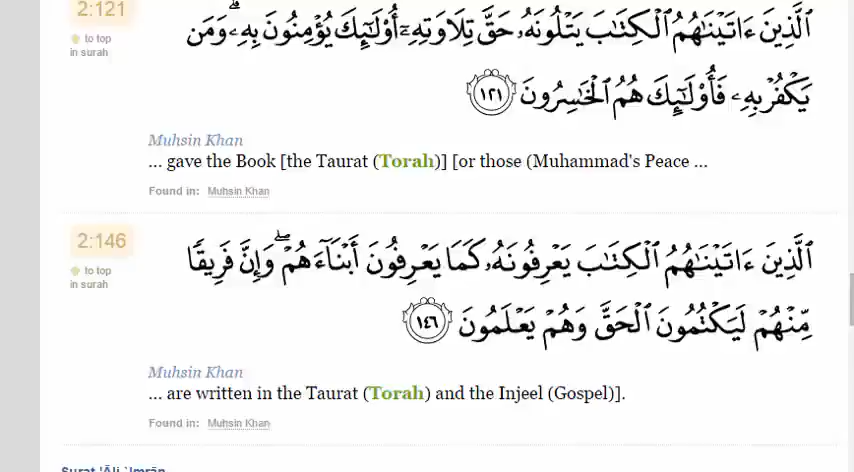 2:121
to top
in surah
ٱلَّذِينَ ءَاتَيْنَٰهُمُ ٱلْكِتَٰبَ يَتْلُونَهُۥ حَقَّ تِلَاوَتِهِۦٓ أُو۟لَٰٓئِكَ يُؤْمِنُونَ بِهِۦ ۗ وَمَن
يَكْفُرْ بِهِۦ فَأُو۟لَٰٓئِكَ هُمُ ٱلْخَٰسِرُونَ ١٢١
Muhsin Khan
... gave the Book [the Taurat (Torah)] [or those (Muhammad's Peace ...
Found in: Muhsin Khan
2:146
to top
in surah
ٱلَّذِينَ ءَاتَيْنَٰهُمُ ٱلْكِتَٰبَ يَعْرِفُونَهُۥ كَمَا يَعْرِفُونَ أَبْنَآءَهُمْ ۖ وَإِنَّ فَرِيقًا
مِّنْهُمْ لَيَكْتُمُونَ ٱلْحَقَّ وَهُمْ يَعْلَمُونَ ١٤٦
Muhsin Khan
... are written in the Taurat (Torah) and the Injeel (Gospel)].
Found in: Muhsin Khan
Surat 'Āli `Imrān